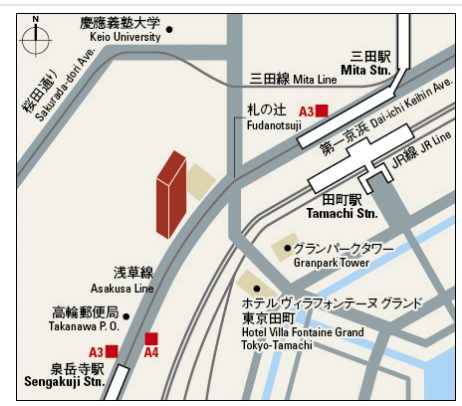 N
慶應義塾大学
Keio University
桜田通り
Sakurada-dori Ave.
三田駅
Mita Stn.
三田線 Mita Line
札の辻
Fudanotsuji
A3
第一京浜 Dai-ichi Keihin Ave.
JR線 JR Line
田町駅
Tamachi Stn.
グランパークタワー
Granpark Tower
浅草線
Asakusa Line
ホテル ヴィラフォンテーヌ グランド
東京田町
Hotel Villa Fontaine Grand
Tokyo-Tamachi
高輪郵便局
Takanawa P. O.
A3
A4
泉岳寺駅
Sengakuji Stn.